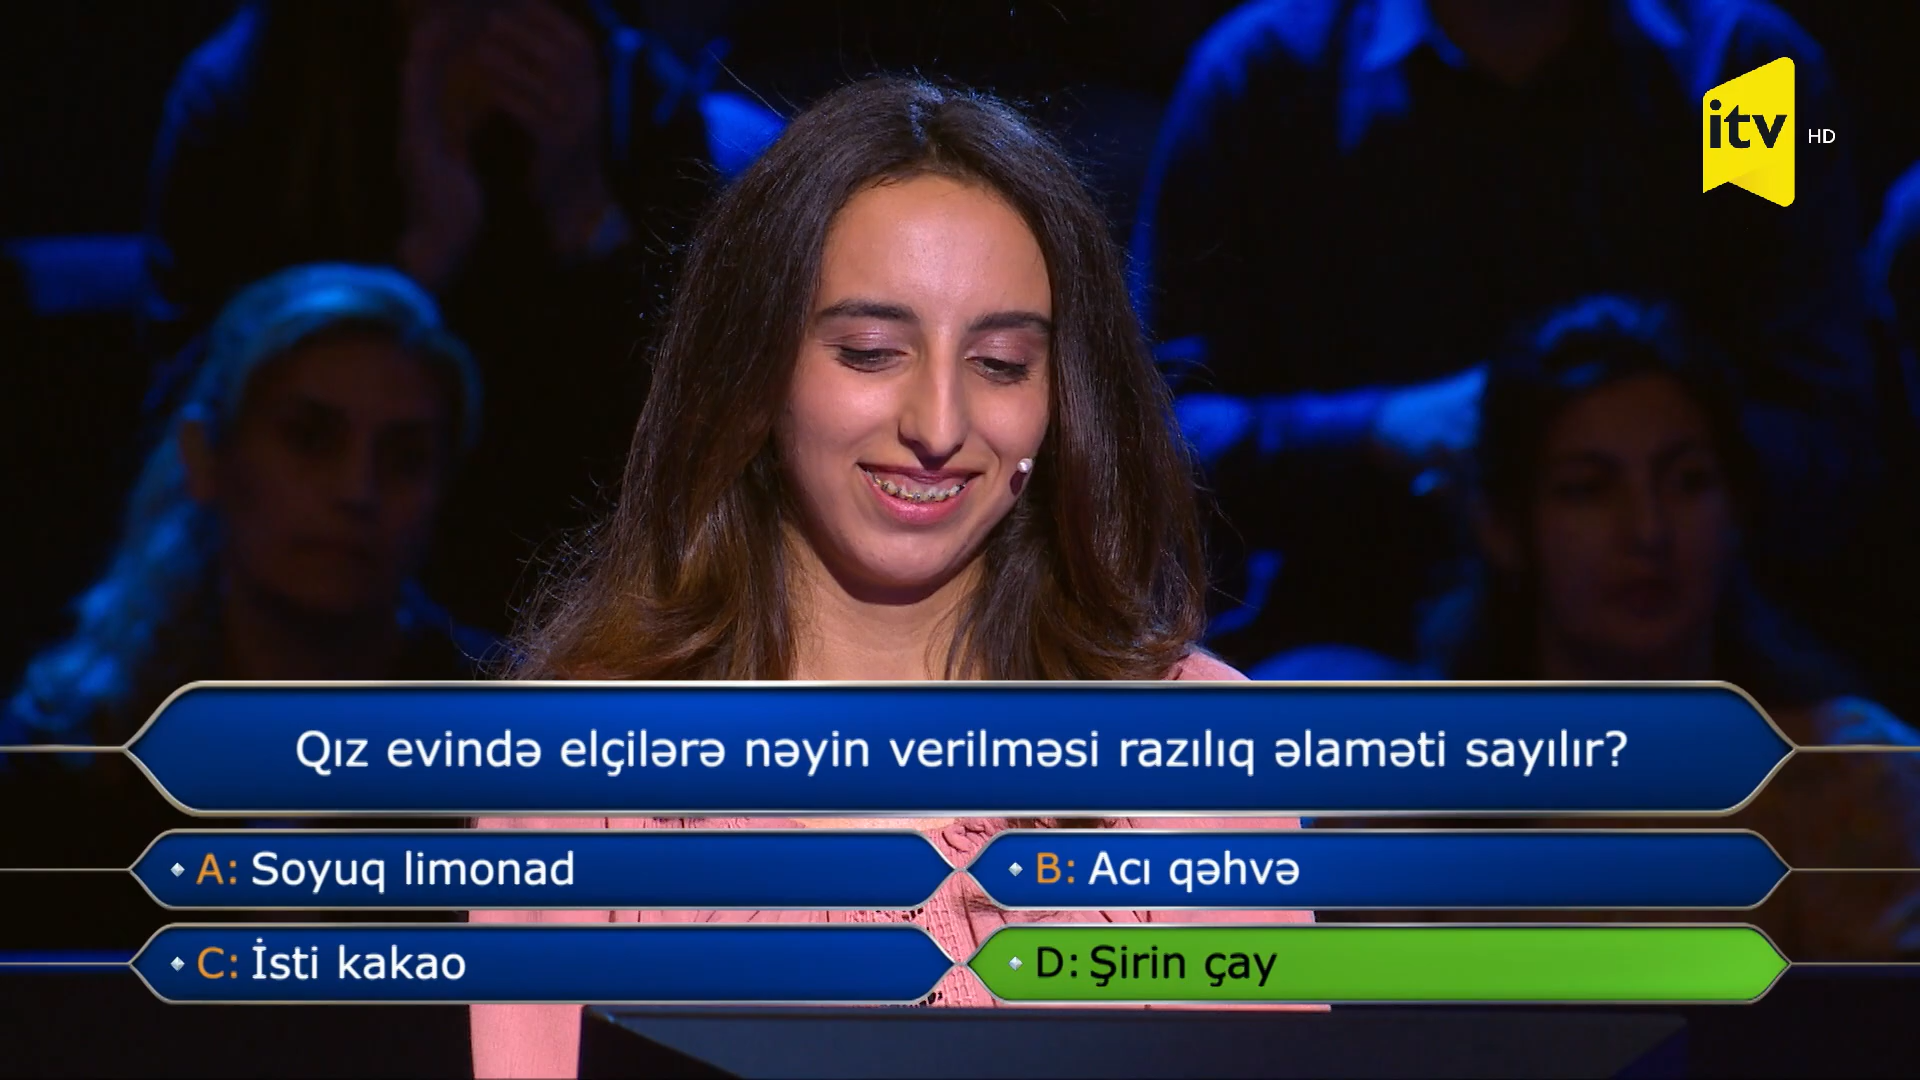 itv HD
Qız evində elçilərə nəyin verilməsi razılıq əlaməti sayılır?
A: Soyuq limonad
B: Acı qəhvə
C: İsti kakao
D: Şirin çay